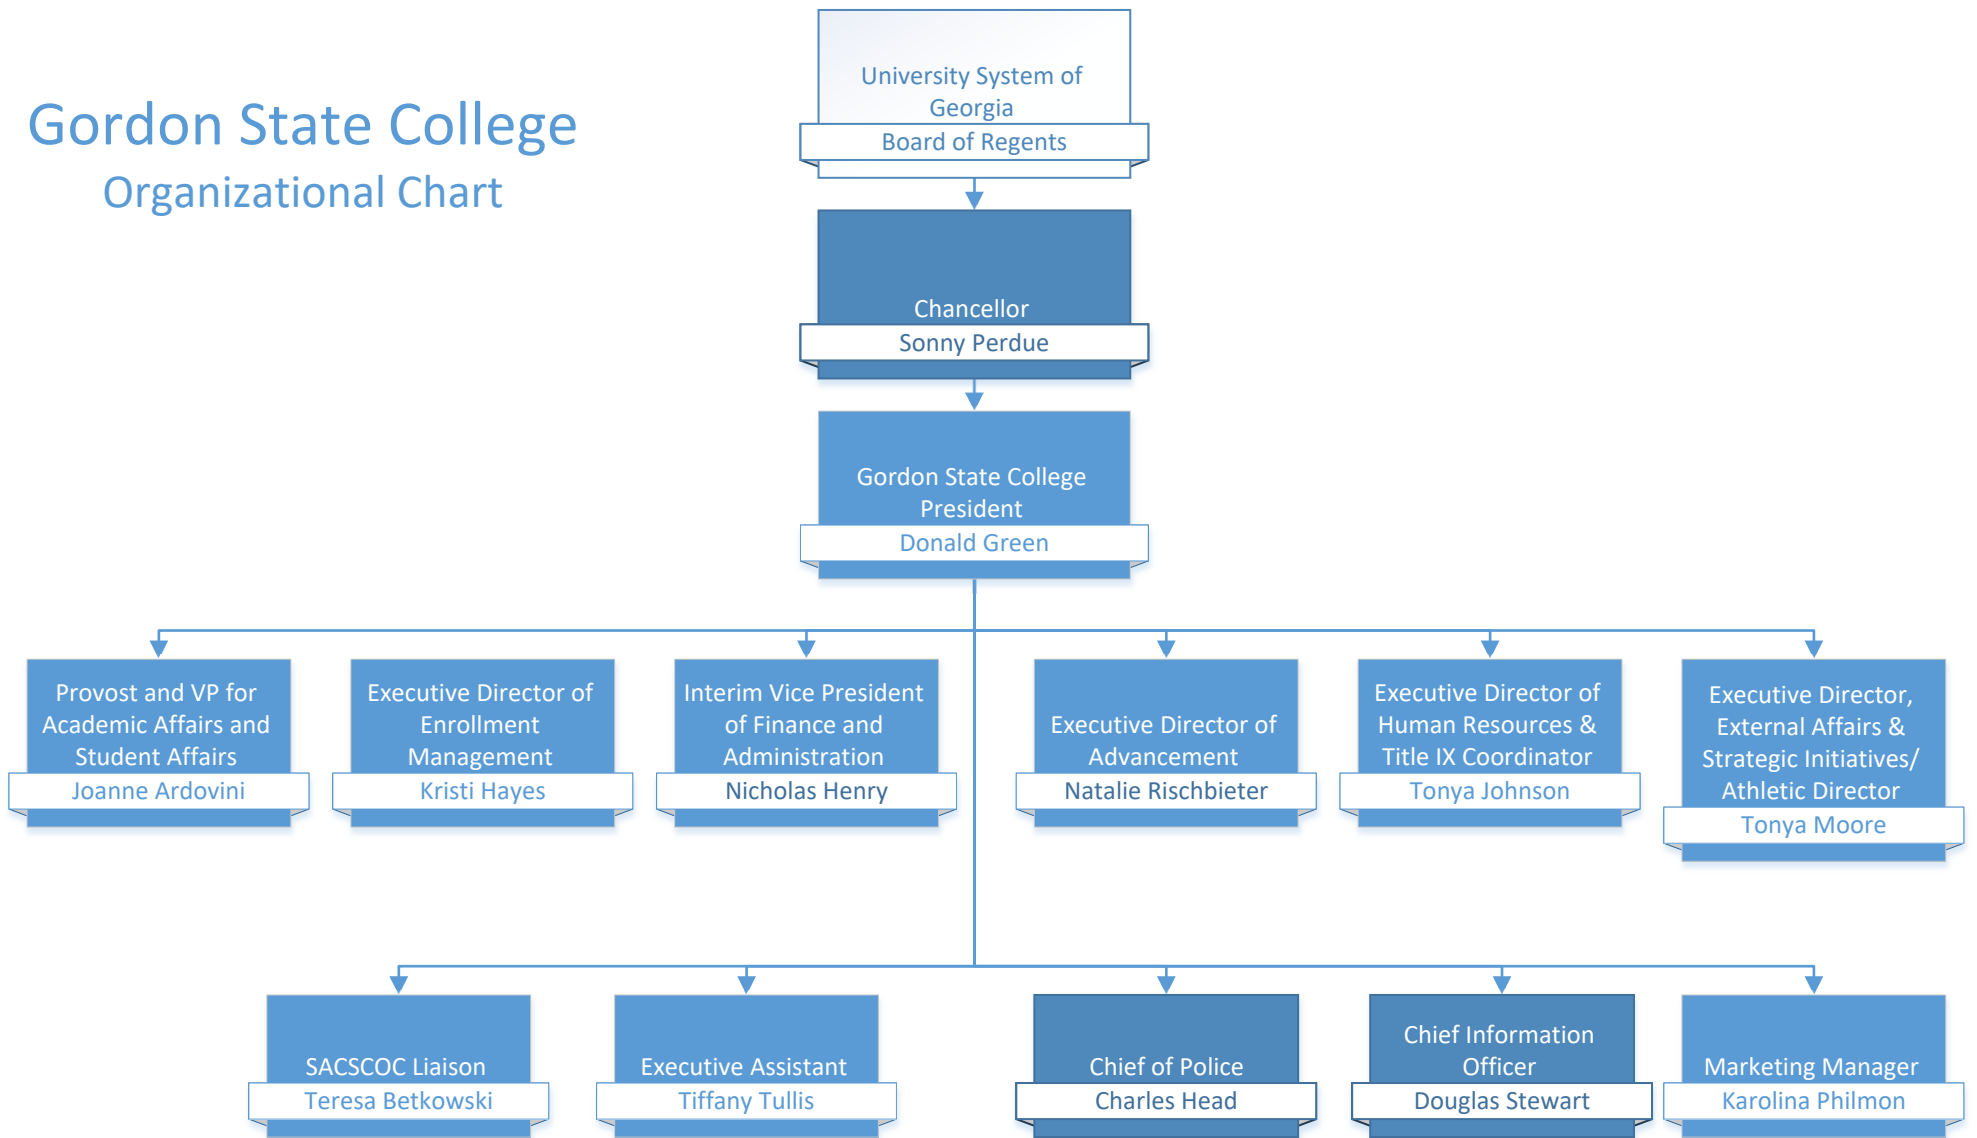 Gordon State College
Organizational Chart
University System of
Georgia
Board of Regents
Chancellor
Sonny Perdue
Gordon State College
President
Donald Green
Provost and VP for
Academic Affairs and
Student Affairs
Joanne Ardovini
Executive Director of
Enrollment
Management
Kristi Hayes
Interim Vice President
of Finance and
Administration
Nicholas Henry
Executive Director of
Advancement
Natalie Rischbieter
Executive Director of
Human Resources &
Title IX Coordinator
Tonya Johnson
Executive Director,
External Affairs &
Strategic Initiatives/
Athletic Director
Tonya Moore
SACSCOC Liaison
Teresa Betkowski
Executive Assistant
Tiffany Tullis
Chief of Police
Charles Head
Chief Information
Officer
Douglas Stewart
Marketing Manager
Karolina Philmon